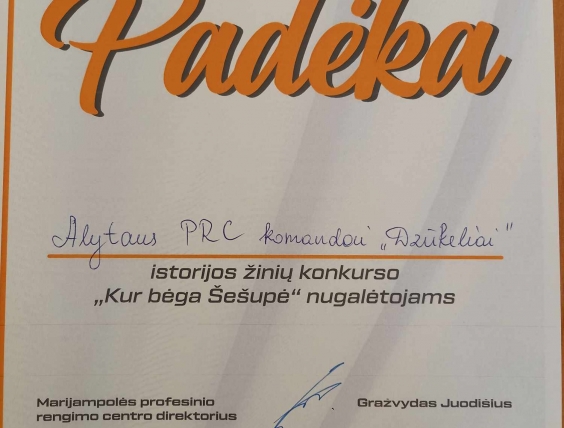 Padėka
Alytaus PRC komandai „Dzūkeliai"
istorijos žinių konkurso
„Kur bėga Šešupė“ nugalėtojams
Marijampolės profesinio
rengimo centro direktorius
Gražvydas Juodišius